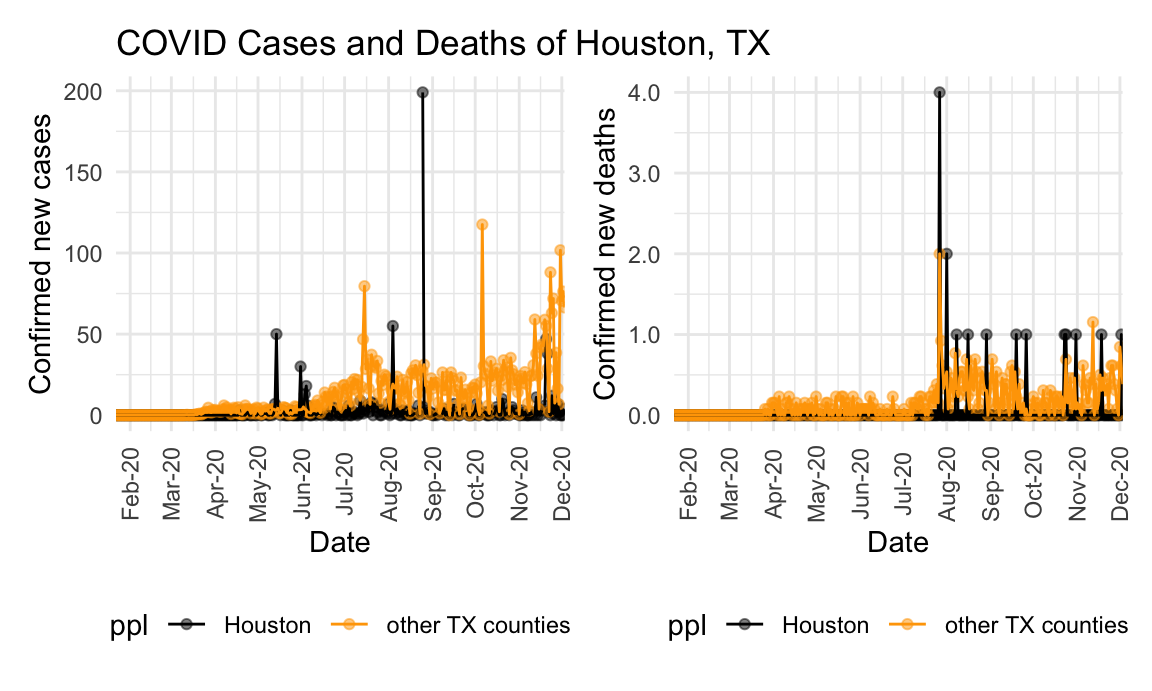 COVID Cases and Deaths of Houston, TX
Confirmed new cases
200
150
100
50
0
Feb-20
Mar-20
Apr-20
May-20
Jun-20
Jul-20
Aug-20
Sep-20
Oct-20
Nov-20
Dec-20
Date
ppl Houston other TX counties
Confirmed new deaths
4.0
3.0
2.0
1.0
0.0
Feb-20
Mar-20
Apr-20
May-20
Jun-20
Jul-20
Aug-20
Sep-20
Oct-20
Nov-20
Dec-20
Date
ppl Houston other TX counties